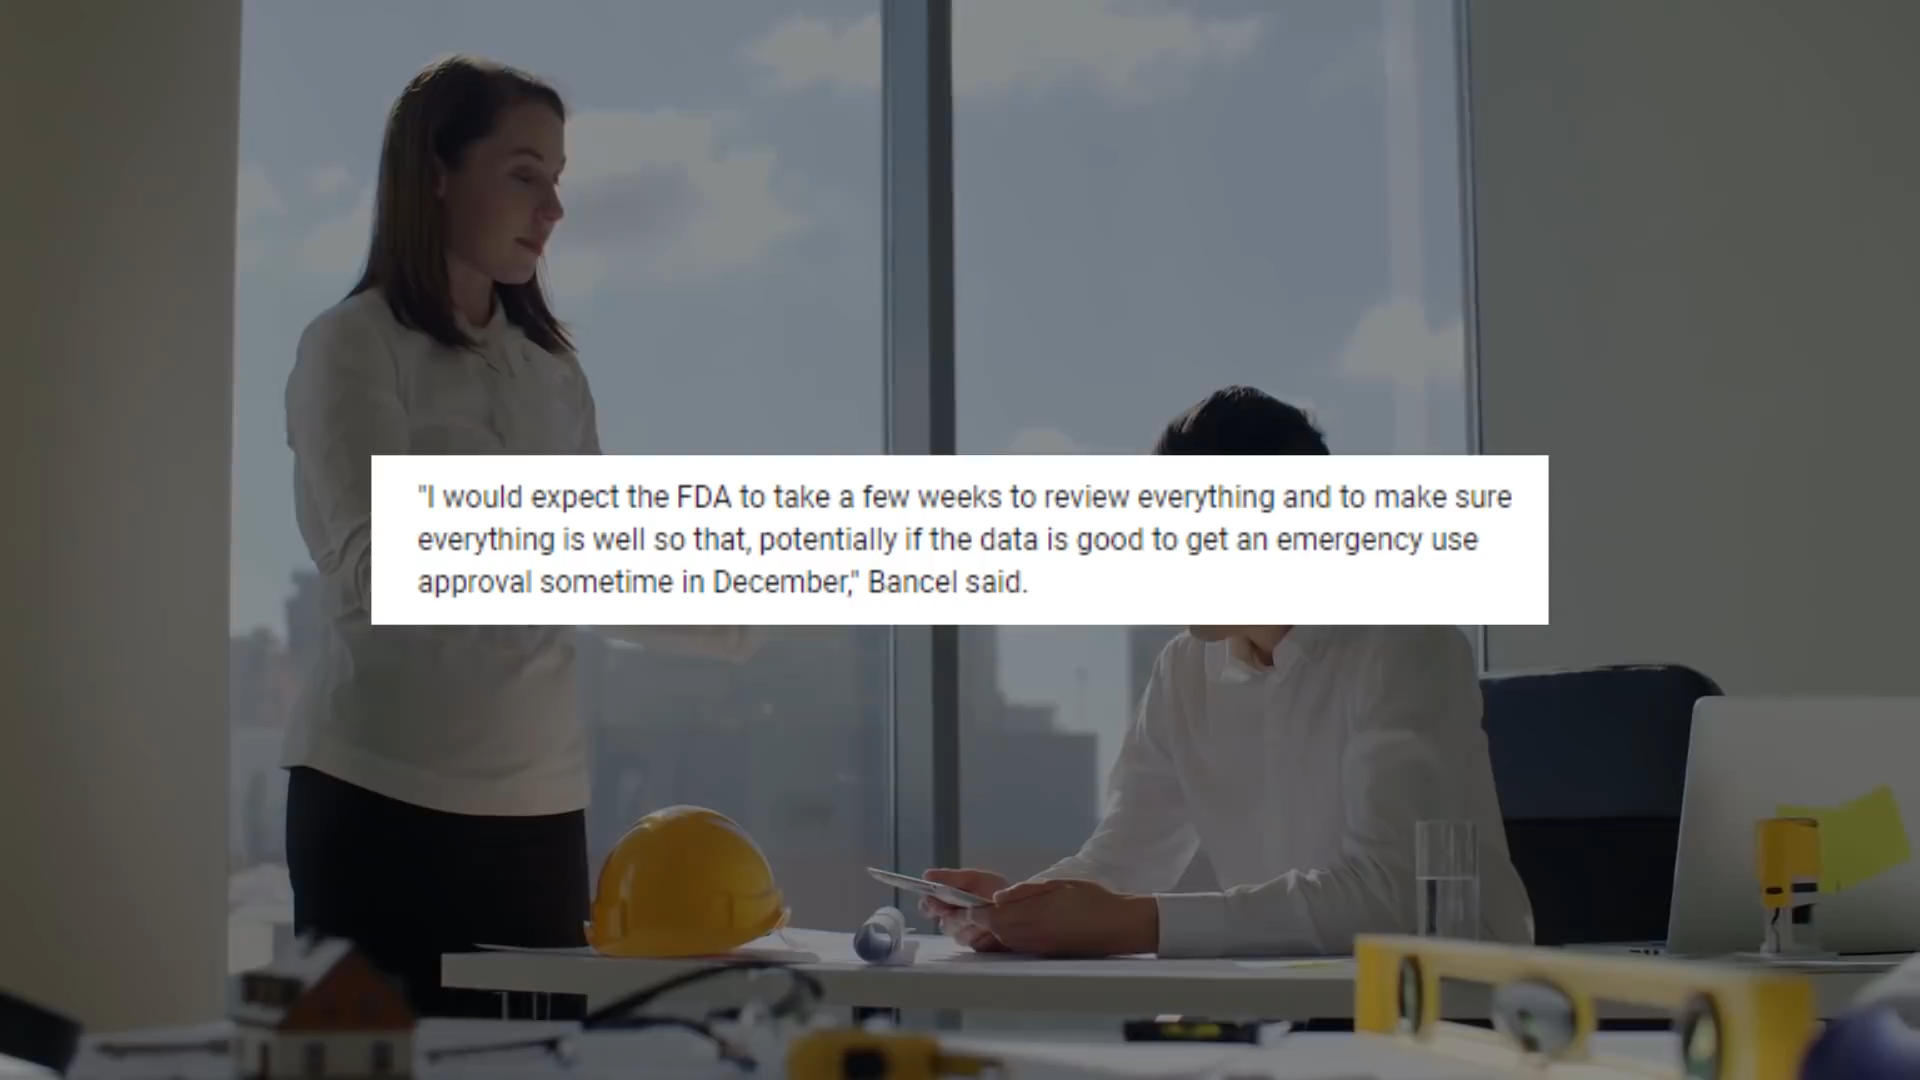 "I would expect the FDA to take a few weeks to review everything and to make sure
everything is well so that, potentially if the data is good to get an emergency use
approval sometime in December," Bancel said.